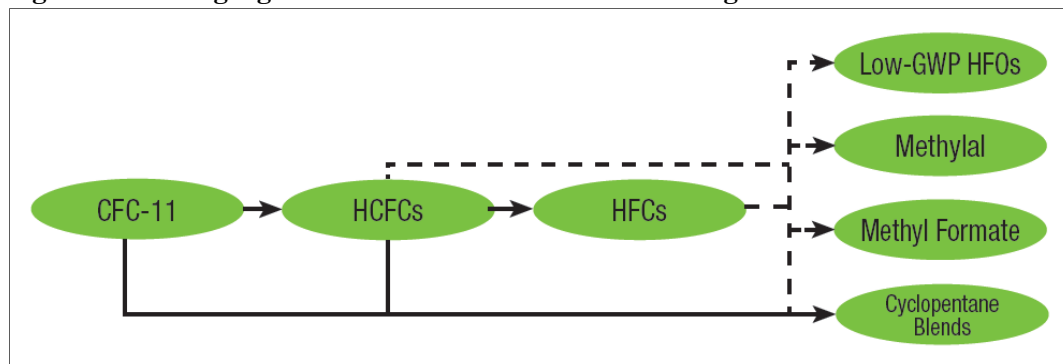 Low-GWP HFOs
Methylal
CFC-11
HCFCs
HFCs
Methyl Formate
Cyclopentane
Blends